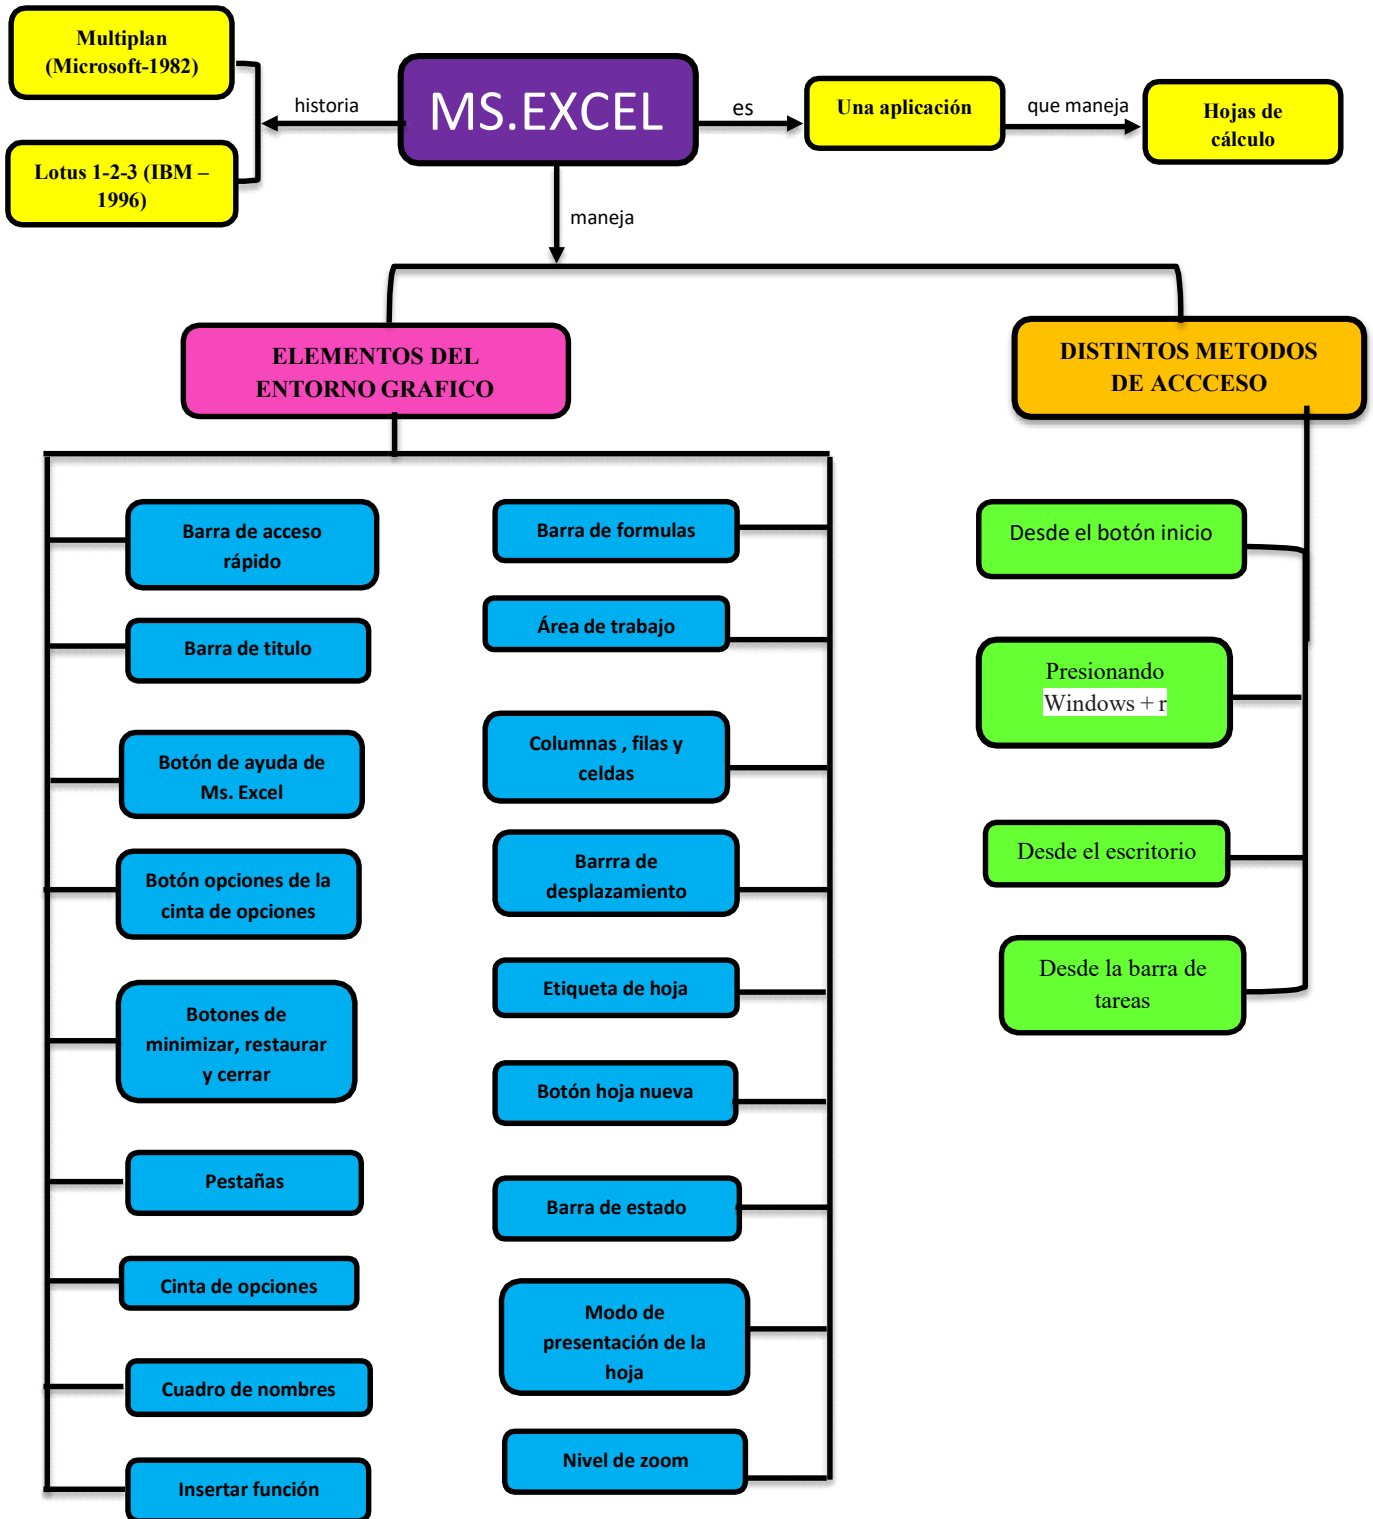 Multiplan
(Microsoft-1982)
historia
MS.EXCEL
es
Una aplicación
que maneja
Hojas de
cálculo
Lotus 1-2-3 (IBM –
1996)
maneja
ELEMENTOS DEL
ENTORNO GRAFICO
DISTINTOS METODOS
DE ACCCESO
Barra de acceso
rápido
Barra de titulo
Botón de ayuda de
Ms. Excel
Botón opciones de la
cinta de opciones
Botones de
minimizar, restaurar
y cerrar
Pestañas
Cinta de opciones
Cuadro de nombres
Insertar función
Barra de formulas
Área de trabajo
Columnas , filas y
celdas
Barrra de
desplazamiento
Etiqueta de hoja
Botón hoja nueva
Barra de estado
Modo de
presentación de la
hoja
Nivel de zoom
Desde el botón inicio
Presionando
Windows + r
Desde el escritorio
Desde la barra de
tareas